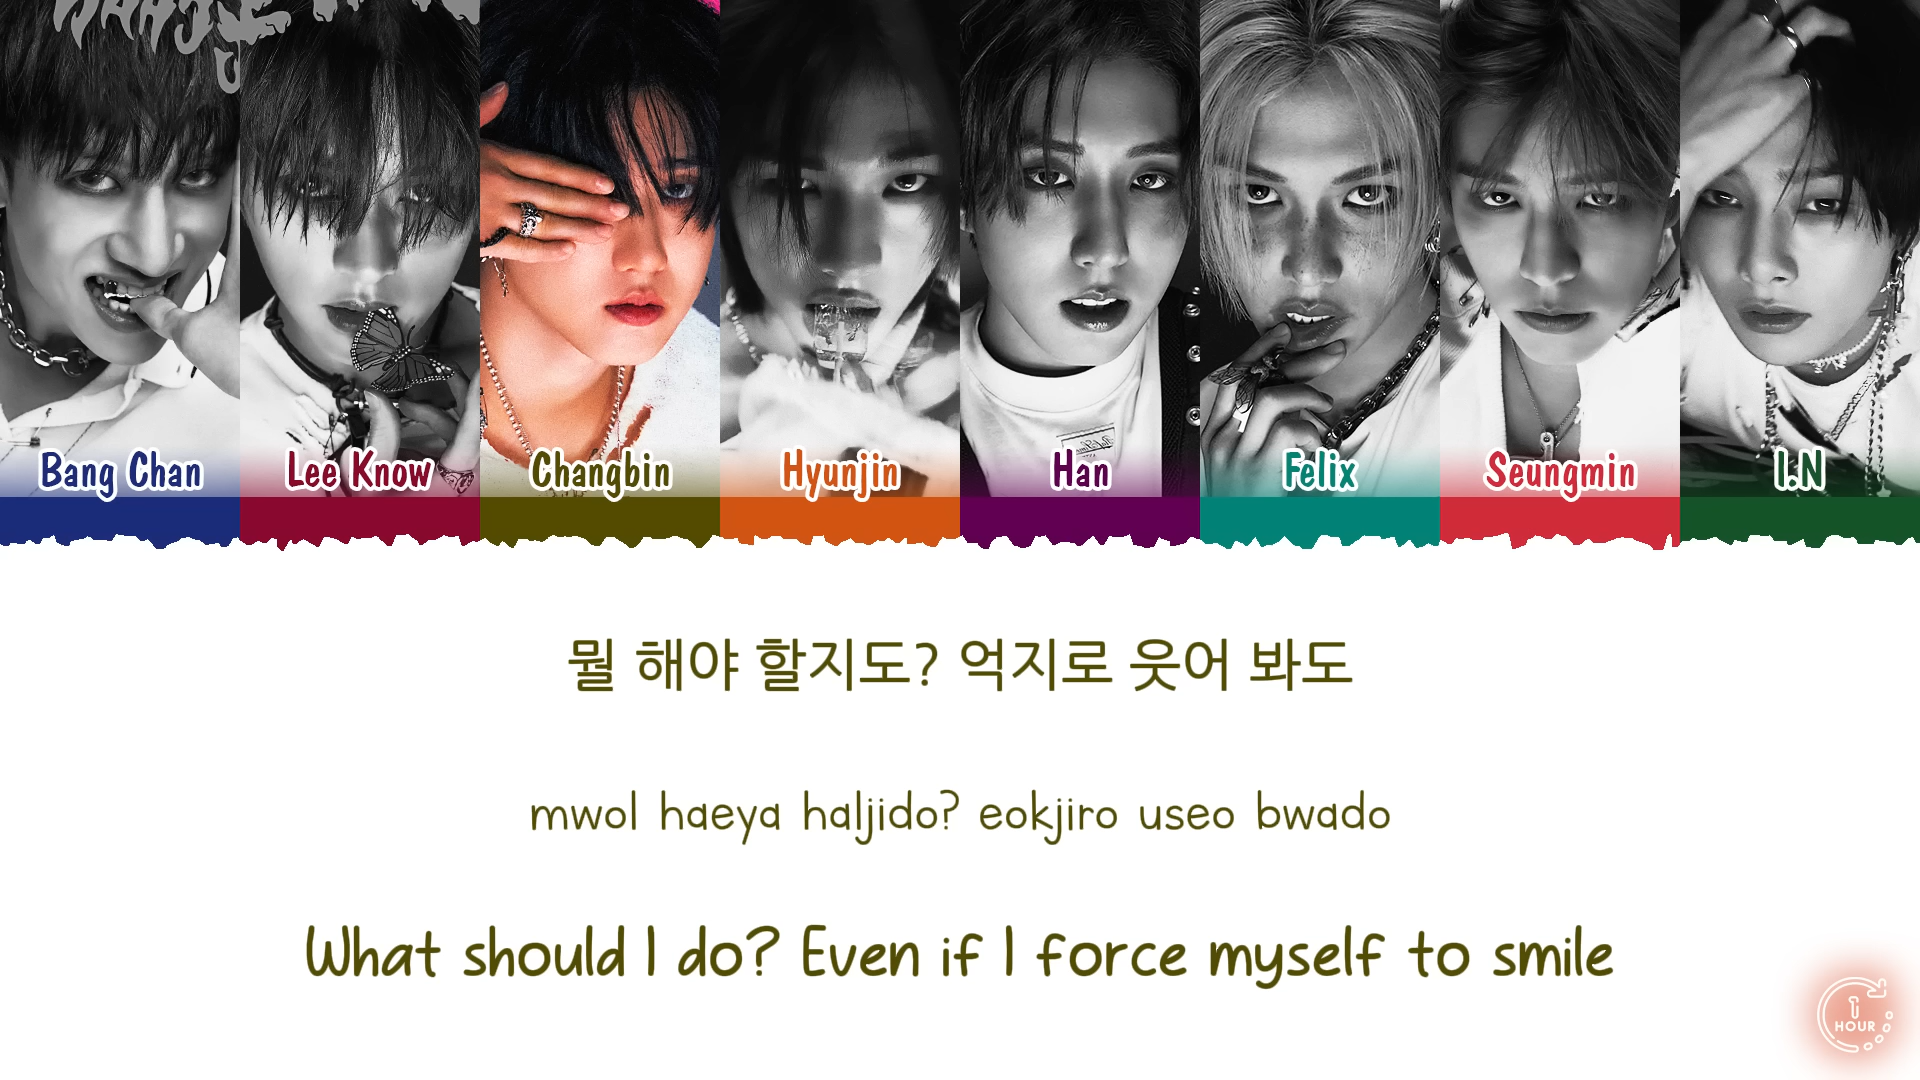 Bang Chan
Lee Know
Changbin
Hyunjin
Han
Felix
Seungmin
I.N
뭘 해야 할지도? 억지로 웃어 봐도
mwol haeya haljido? eokjiro useo bwado
What should I do? Even if I force myself to smile
1
HOUR